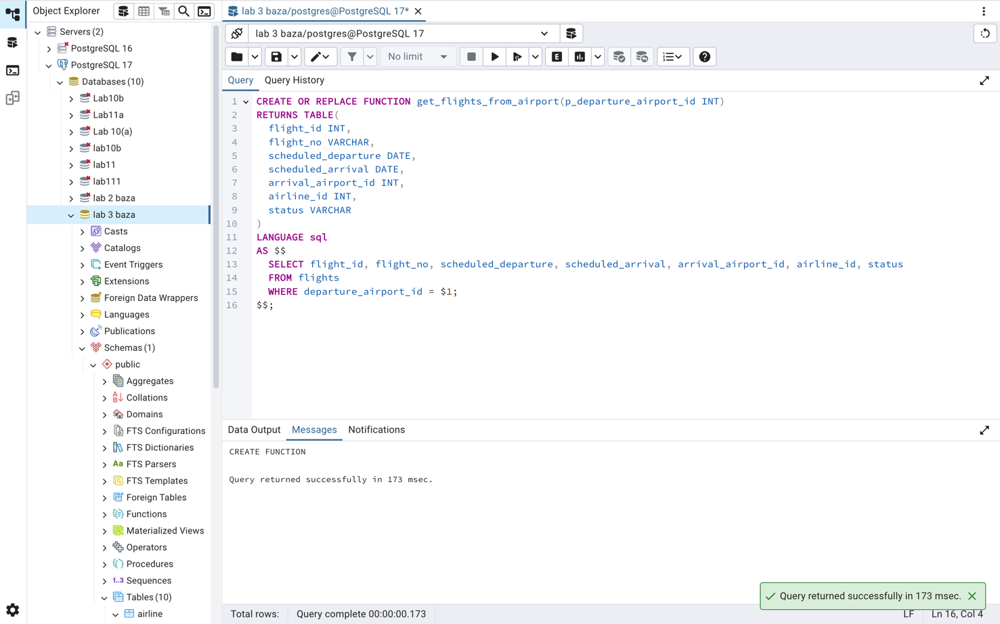 Object Explorer
Servers (2)
PostgreSQL 16
PostgreSQL 17
Databases (10)
Lab10b
Lab11a
Lab 10(a)
lab10b
lab11
lab111
lab 2 baza
lab 3 baza
Casts
Catalogs
Event Triggers
Extensions
Foreign Data Wrappers
Languages
Publications
Schemas (1)
public
Aggregates
Collations
Domains
FTS Configurations
FTS Dictionaries
Aa FTS Parsers
FTS Templates
Foreign Tables
Functions
Materialized Views
Operators
Procedures
1..3 Sequences
Tables (10)
airline
lab 3 baza/postgres@PostgreSQL 17*
lab 3 baza/postgres@PostgreSQL 17
No limit
E
Query Query History
1 CREATE OR REPLACE FUNCTION get_flights_from_airport(p_departure_airport_id INT)
2 RETURNS TABLE(
3 flight_id INT,
4 flight_no VARCHAR,
5 scheduled_departure DATE,
6 scheduled_arrival DATE,
7 arrival_airport_id INT,
8 airline_id INT,
9 status VARCHAR
10 )
11 LANGUAGE sql
12 AS $$
13 SELECT flight_id, flight_no, scheduled_departure, scheduled_arrival, arrival_airport_id, airline_id, status
14 FROM flights
15 WHERE departure_airport_id = $1;
16 $$;
Data Output Messages Notifications
CREATE FUNCTION
Query returned successfully in 173 msec.
Query returned successfully in 173 msec.
Total rows: Query complete 00:00:00.173 LF Ln 16, Col 4